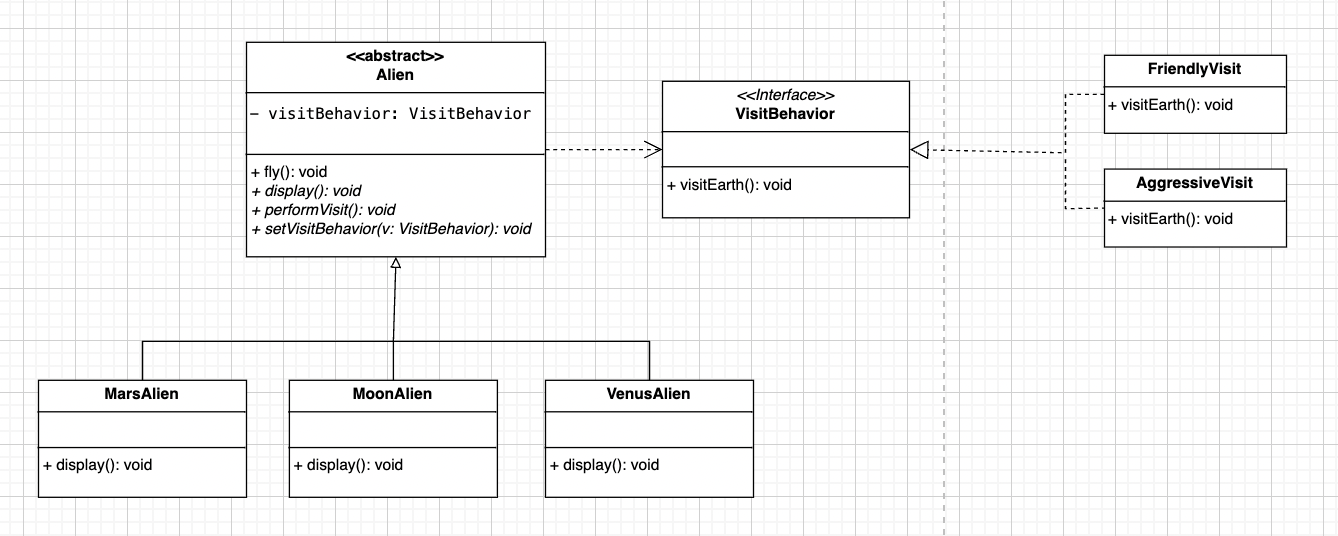 <<abstract>>
Alien
- visitBehavior: VisitBehavior
+ fly(): void
+ display(): void
+ performVisit(): void
+ setVisitBehavior(v: VisitBehavior): void
<<Interface>>
VisitBehavior
+ visitEarth(): void
FriendlyVisit
+ visitEarth(): void
AggressiveVisit
+ visitEarth(): void
MarsAlien
+ display(): void
MoonAlien
+ display(): void
VenusAlien
+ display(): void